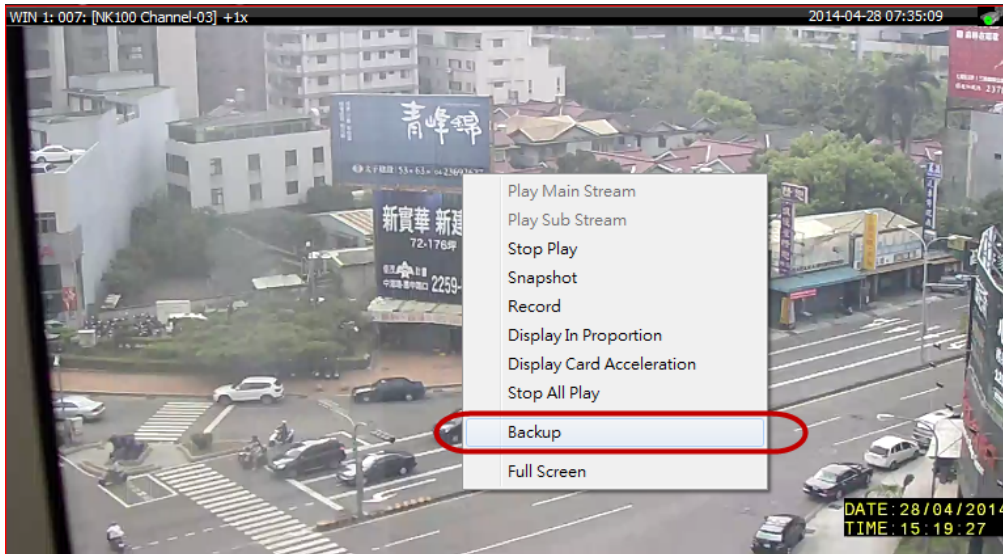 WIN 1: 007: [NK100 Channel-03] +1x
2014-04-28 07:35:09
青峰錦
新實華 新建
72-176坪
2259-
Play Main Stream
Play Sub Stream
Stop Play
Snapshot
Record
Display In Proportion
Display Card Acceleration
Stop All Play
Backup
Full Screen
DATE:28/04/2014
TIME:15:19:27